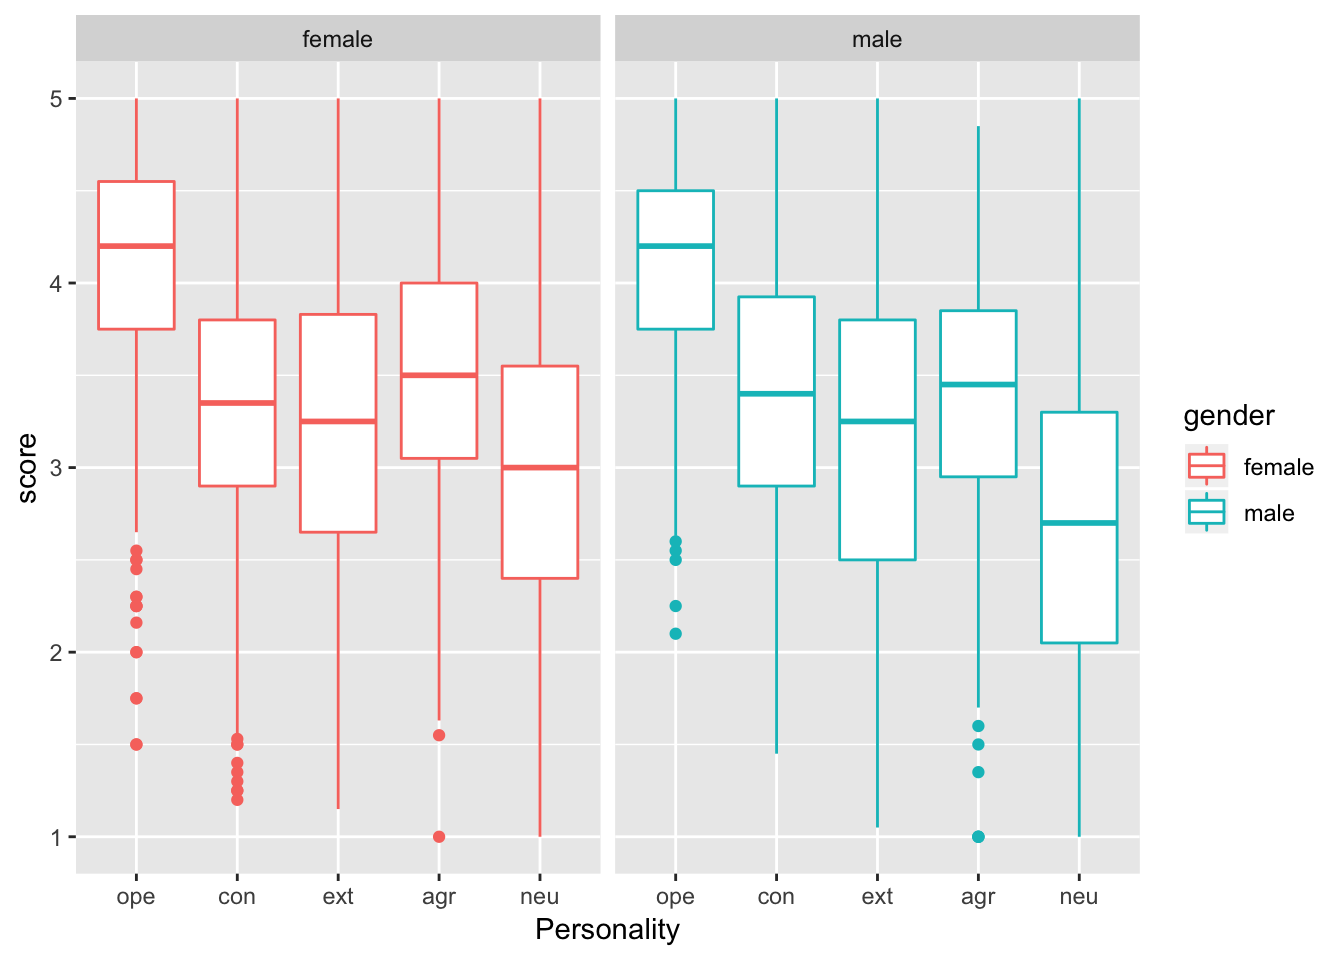 female
male
5
4
3
2
1
score
ope con ext agr neu
ope con ext agr neu
Personality
gender
female
male